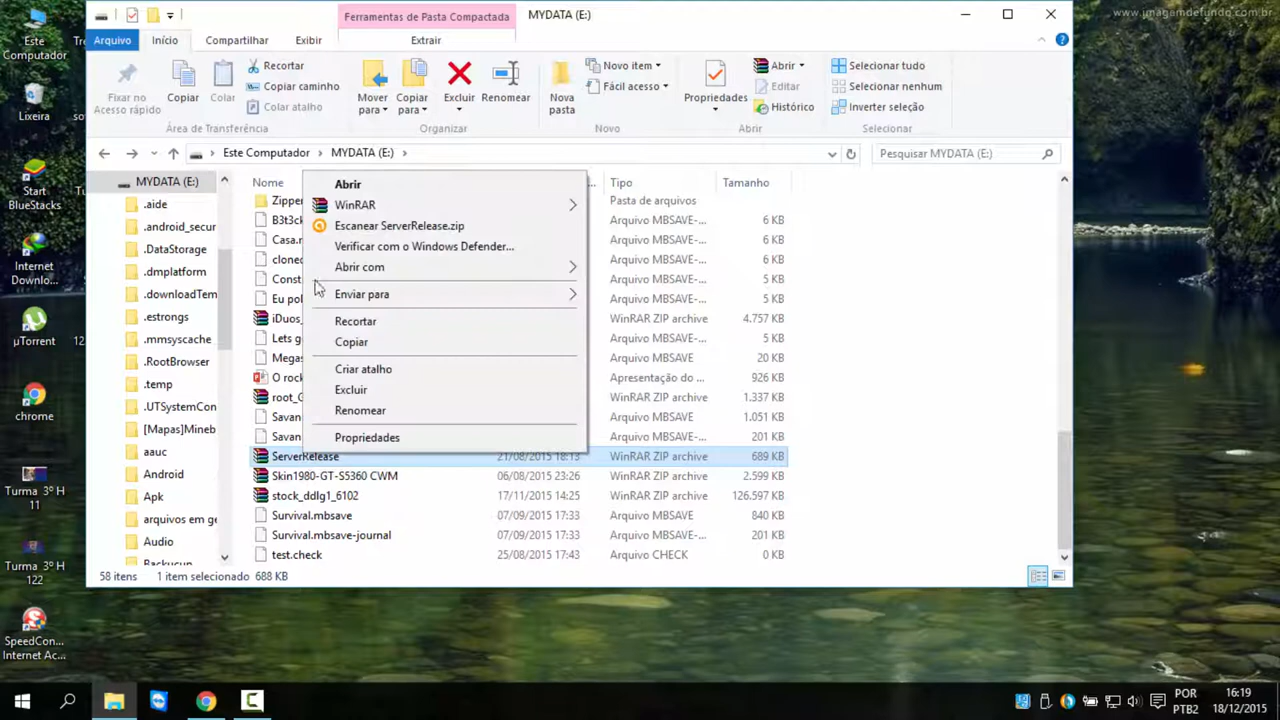 www.imagemdefundo.com.br
Ferramentas de Pasta Compactada
MYDATA (E:)
Arquivo
Início
Compartilhar
Exibir
Extrair
Fixar no Acesso rápido
Copiar
Colar
Recortar
Copiar caminho
Colar atalho
Mover para
Copiar para
Excluir
Renomear
Nova pasta
Novo item
Fácil acesso
Propriedades
Abrir
Editar
Histórico
Selecionar tudo
Selecionar nenhum
Inverter seleção
Área de Transferência
Organizar
Novo
Abrir
Selecionar
Este Computador
MYDATA (E:)
Pesquisar MYDATA (E:)
MYDATA (E:)
.aide
.android_secur
.DataStorage
.dmplatform
.downloadTem
.estrongs
.mmsyscache
.RootBrowser
.temp
.UTSystemCon
[Mapas]Mineb
aauc
Android
Apk
arquivos em ge
Audio
Backucup
Nome
Tipo
Tamanho
Zippe
Pasta de arquivos
B3t3ck
Arquivo MBSAVE-...
6 KB
Casa.r
Arquivo MBSAVE-...
6 KB
clone
Arquivo MBSAVE-...
6 KB
Const
Arquivo MBSAVE-...
5 KB
Eu pol
Arquivo MBSAVE-...
5 KB
iDuos_
WinRAR ZIP archive
4.757 KB
Lets g
Arquivo MBSAVE-...
5 KB
Megas
Arquivo MBSAVE
20 KB
O rock
Apresentação do ...
926 KB
root_G
WinRAR ZIP archive
1.337 KB
Savan
Arquivo MBSAVE
1.051 KB
Savan
Arquivo MBSAVE-...
201 KB
ServerRelease
21/08/2015 18:13
WinRAR ZIP archive
689 KB
Skin1980-GT-S5360 CWM
06/08/2015 23:26
WinRAR ZIP archive
2.599 KB
stock_ddlg1_6102
17/11/2015 14:25
WinRAR ZIP archive
126.597 KB
Survival.mbsave
07/09/2015 17:33
Arquivo MBSAVE
840 KB
Survival.mbsave-journal
07/09/2015 17:33
Arquivo MBSAVE-...
201 KB
test.check
25/08/2015 17:43
Arquivo CHECK
0 KB
Abrir
WinRAR
Escanear ServerRelease.zip
Verificar com o Windows Defender...
Abrir com
Enviar para
Recortar
Copiar
Criar atalho
Excluir
Renomear
Propriedades
58 itens
1 item selecionado
688 KB
Este Computador
Lixeira
Start BlueStacks
Internet Downlo...
µTorrent
chrome
Turma 3º H 11
Turma 3º H 122
SpeedCon... Internet Ac...
POR
PTB2
16:19
18/12/2015